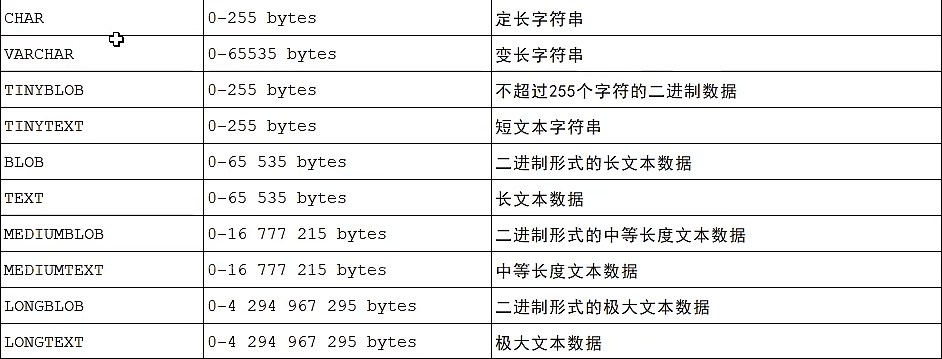 CHAR 0-255 bytes 定长字符串
VARCHAR 0-65535 bytes 变长字符串
TINYBLOB 0-255 bytes 不超过255个字符的二进制数据
TINYTEXT 0-255 bytes 短文本字符串
BLOB 0-65 535 bytes 二进制形式的长文本数据
TEXT 0-65 535 bytes 长文本数据
MEDIUMBLOB 0-16 777 215 bytes 二进制形式的中等长度文本数据
MEDIUMTEXT 0-16 777 215 bytes 中等长度文本数据
LONGBLOB 0-4 294 967 295 bytes 二进制形式的极大文本数据
LONGTEXT 0-4 294 967 295 bytes 极大文本数据